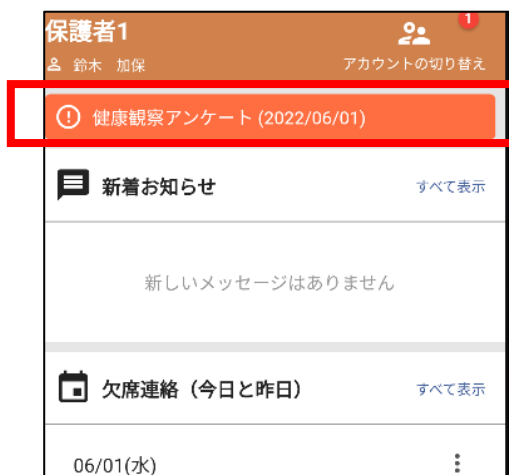 保護者1
1
鈴木 加保
アカウントの切り替え
健康観察アンケート (2022/06/01)
新着お知らせ
すべて表示
新しいメッセージはありません
欠席連絡（今日と昨日）
すべて表示
06/01(水)